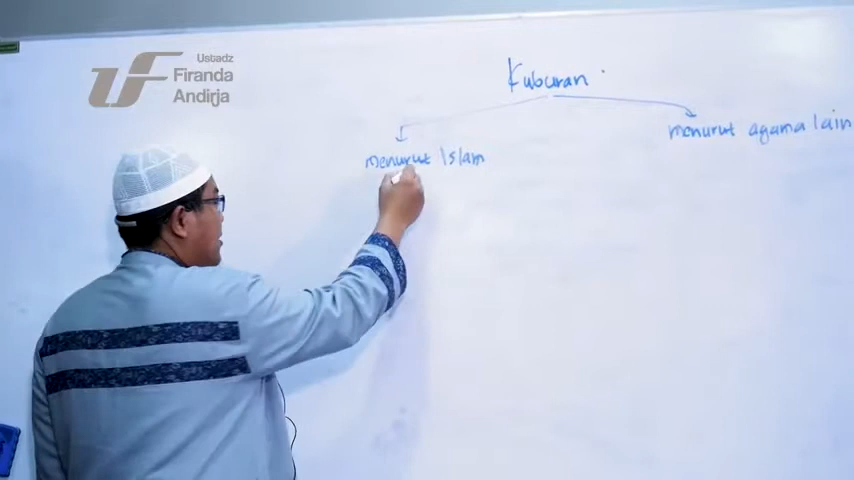 Ustadz
Firanda
Andirja
Kuburan
menurut Islam
menurut agama lain